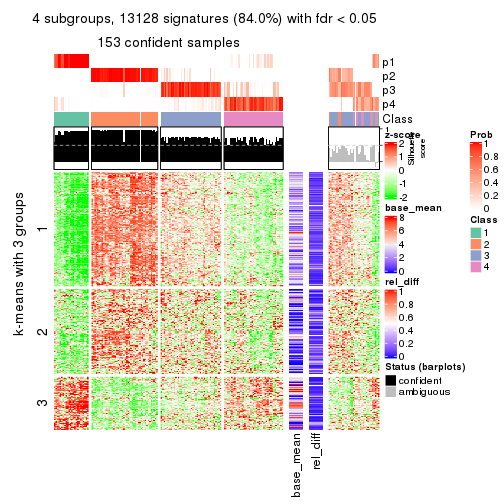 4 subgroups, 13128 signatures (84.0%) with fdr < 0.05
153 confident samples
p1
p2
p3
p4
Class
1
Silhouette
score
k-means with 3 groups
1
2
3
base_mean
rel_diff
z-score
2
1
0
-1
-2
base_mean
8
6
4
2
0
rel_diff
1
0.8
0.6
0.4
0.2
0
Status (barplots)
confident
ambiguous
Prob
1
0.8
0.6
0.4
0.2
0
Class
1
2
3
4